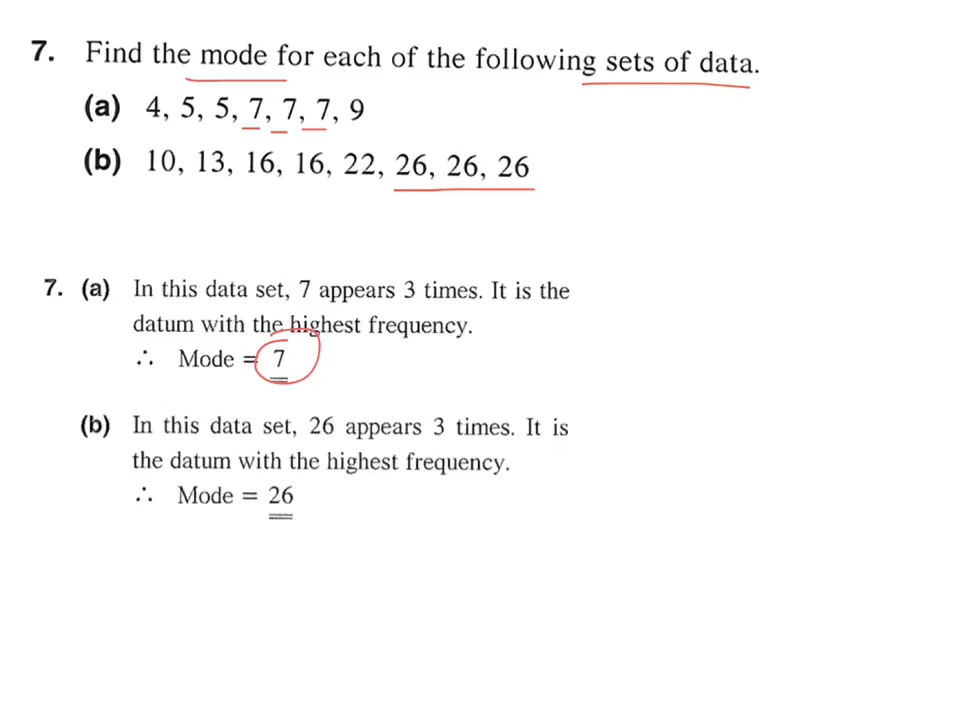 7. Find the mode for each of the following sets of data.
(a) 4, 5, 5, 7, 7, 7, 9
(b) 10, 13, 16, 16, 22, 26, 26, 26
7. (a) In this data set, 7 appears 3 times. It is the
datum with the highest frequency.
∴ Mode = 7
(b) In this data set, 26 appears 3 times. It is
the datum with the highest frequency.
∴ Mode = 26